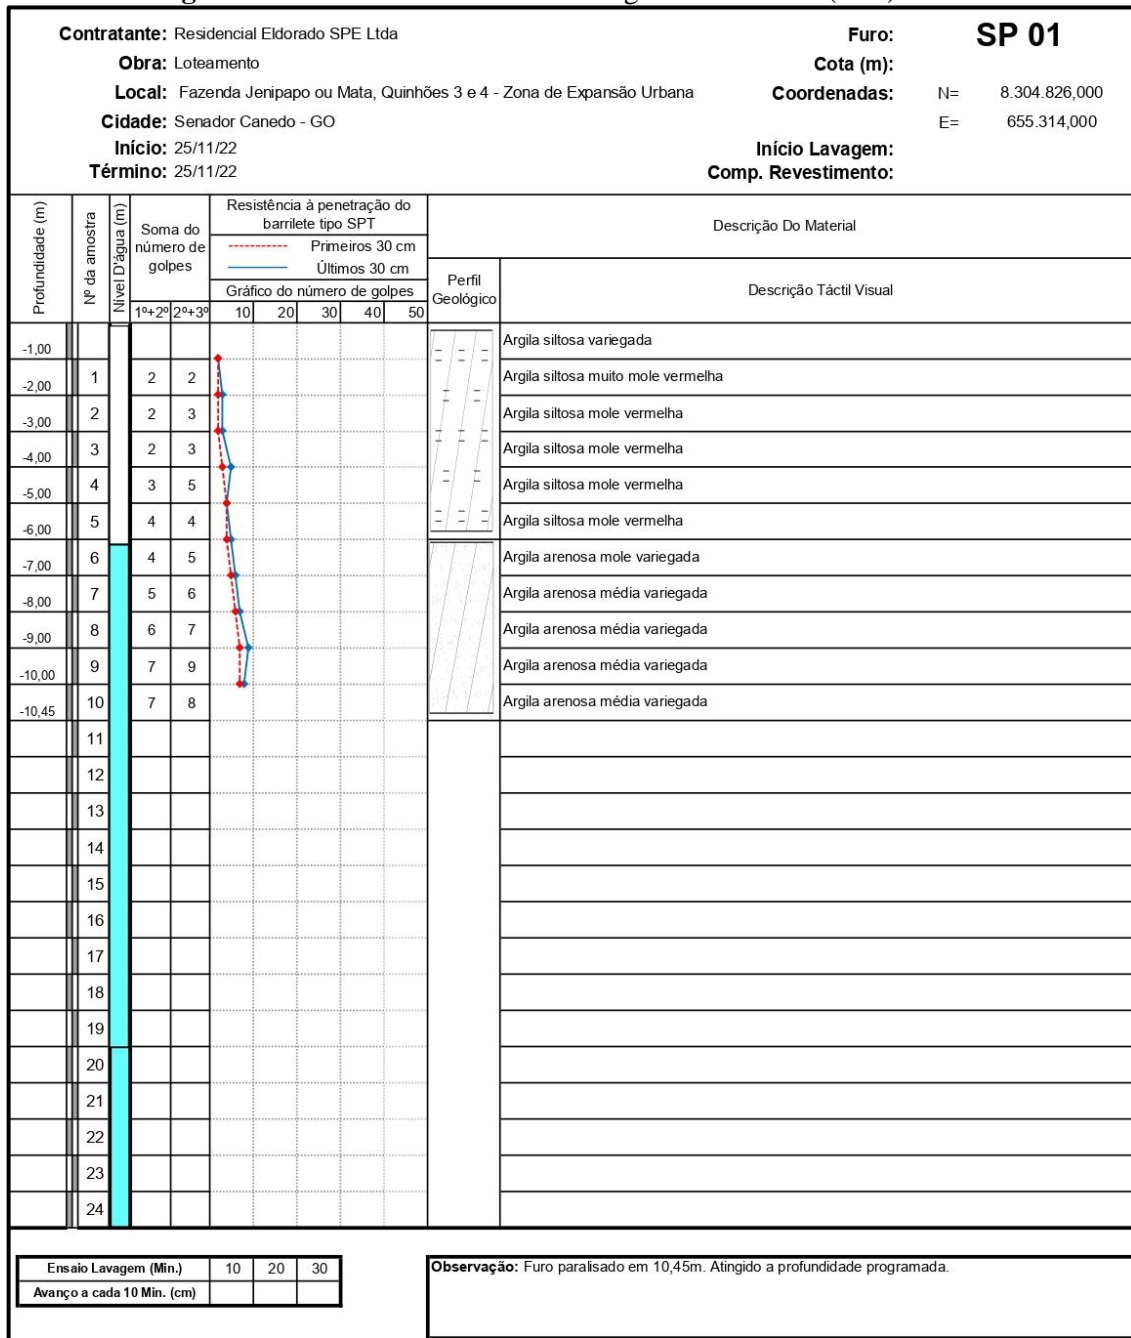 Contratante: Residencial Eldorado SPE Ltda
Furo: SP 01
Obra: Loteamento
Cota (m):
Local: Fazenda Jenipapo ou Mata, Quinhões 3 e 4 - Zona de Expansão Urbana
Coordenadas: N= 8.304.826,000
Cidade: Senador Canedo - GO
E= 655.314,000
Início: 25/11/22
Início Lavagem:
Término: 25/11/22
Comp. Revestimento:
Profundidade (m)
Nº da amostra
Nível D'água (m)
Soma do número de golpes
1º+2º 2º+3º
Resistência à penetração do barrilete tipo SPT
Primeiros 30 cm
Últimos 30 cm
Gráfico do número de golpes
10 20 30 40 50
Descrição Do Material
Perfil Geológico
Descrição Táctil Visual
-1,00 Argila siltosa variegada
-2,00 1 2 2 Argila siltosa muito mole vermelha
-3,00 2 2 3 Argila siltosa mole vermelha
-4,00 3 2 3 Argila siltosa mole vermelha
-5,00 4 3 5 Argila siltosa mole vermelha
-6,00 5 4 4 Argila siltosa mole vermelha
-7,00 6 4 5 Argila arenosa mole variegada
-8,00 7 5 6 Argila arenosa média variegada
-9,00 8 6 7 Argila arenosa média variegada
-10,00 9 7 9 Argila arenosa média variegada
-10,45 10 7 8 Argila arenosa média variegada
11
12
13
14
15
16
17
18
19
20
21
22
23
24
Ensaio Lavagem (Min.) 10 20 30
Avanço a cada 10 Min. (cm)
Observação: Furo paralisado em 10,45m. Atingido a profundidade programada.